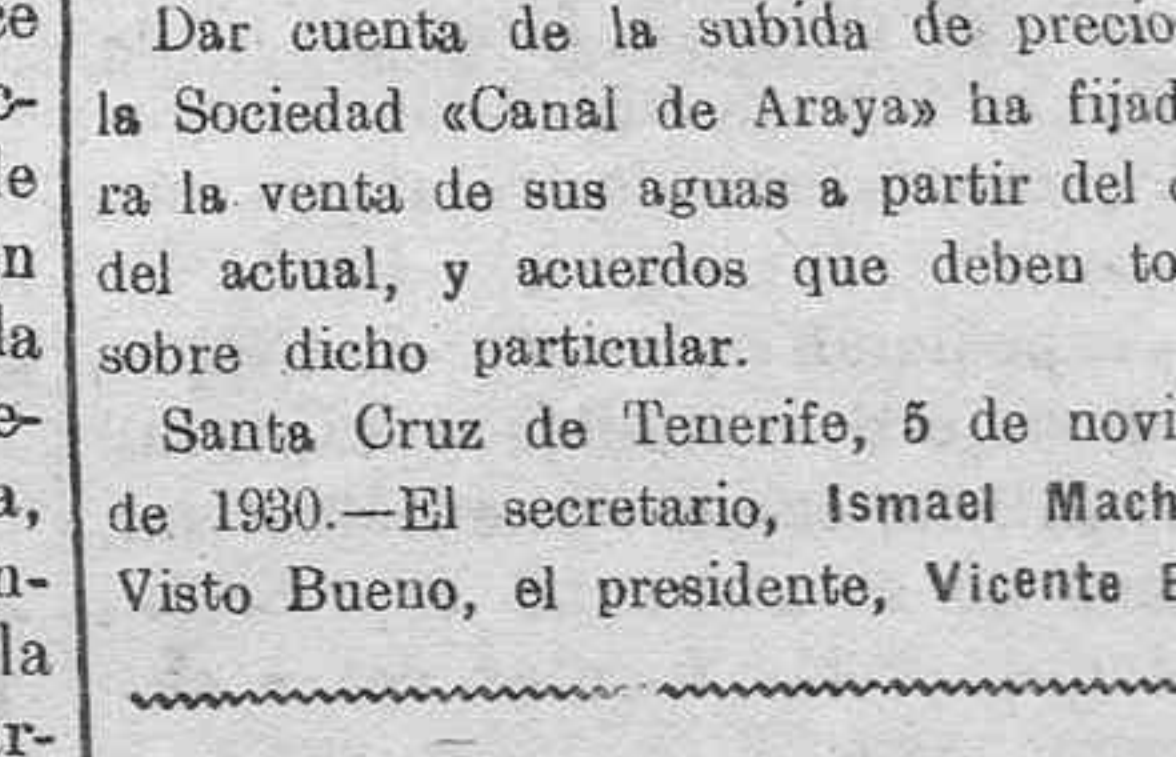 Dar cuenta de la subida de precio
la Sociedad «Canal de Araya» ha fijad
ra la venta de sus aguas a partir del
del actual, y acuerdos que deben to
sobre dicho particular.
Santa Cruz de Tenerife, 5 de novi
de 1930.—El secretario, Ismael Mach
Visto Bueno, el presidente, Vicente